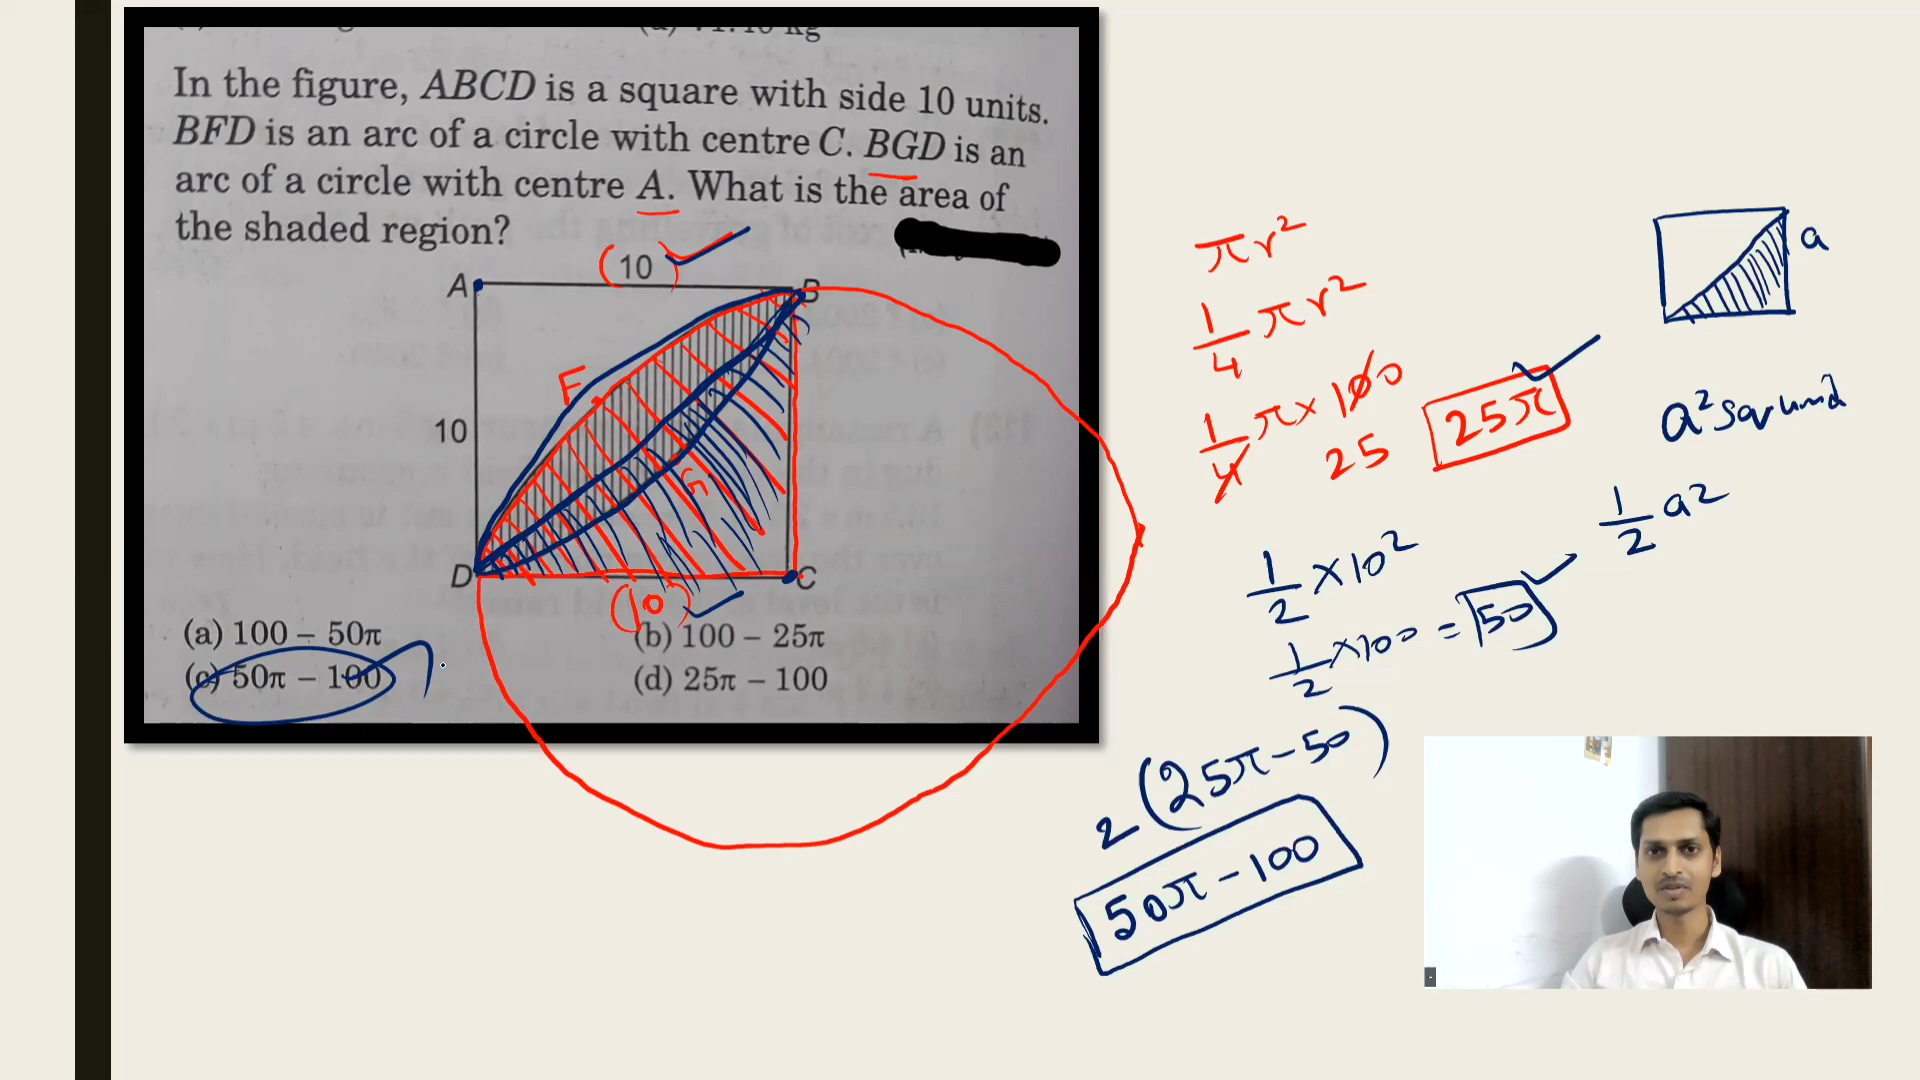 In the figure, ABCD is a square with side 10 units.
BFD is an arc of a circle with centre C. BGD is an
arc of a circle with centre A. What is the area of
the shaded region?
(10)
A
B
F
10
G
D
C
(10)
(a) 100 – 50π
(b) 100 – 25π
(c) 50π – 100
(d) 25π – 100
πr²
1/4 πr²
1/4 π×100
25
25π
a
a²
1/2 a²
1/2 ×10²
1/2 ×100 = 50
2(25π–50)
50π–100